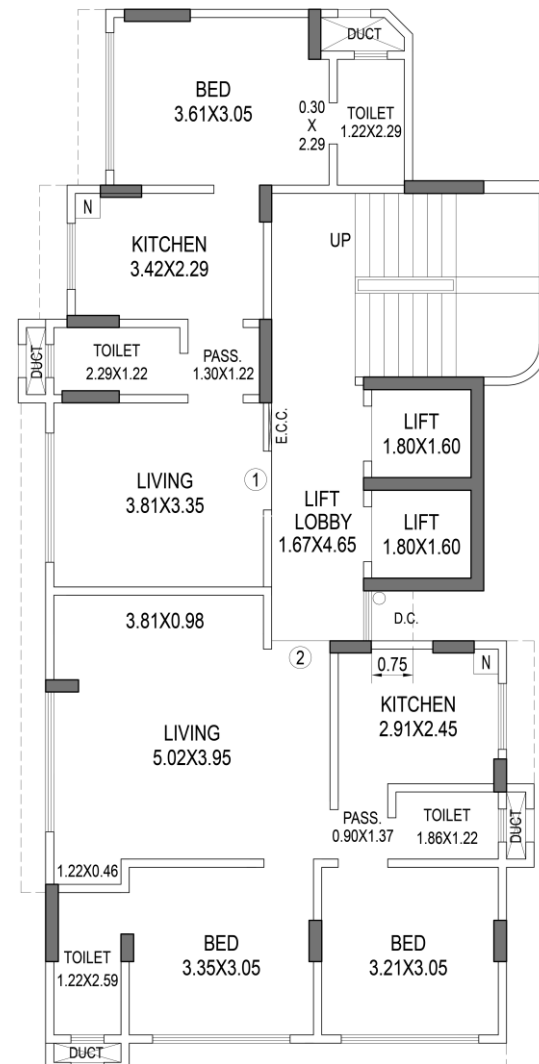 DUCT
BED
3.61X3.05
0.30
X
2.29
TOILET
1.22X2.29
N
KITCHEN
3.42X2.29
UP
DUCT
TOILET
2.29X1.22
PASS.
1.30X1.22
E.C.C.
LIFT
1.80X1.60
LIVING
3.81X3.35
1
LIFT
LOBBY
1.67X4.65
LIFT
1.80X1.60
3.81X0.98
D.C.
2
0.75
N
KITCHEN
2.91X2.45
LIVING
5.02X3.95
PASS.
0.90X1.37
TOILET
1.86X1.22
DUCT
1.22X0.46
TOILET
1.22X2.59
BED
3.35X3.05
BED
3.21X3.05
DUCT